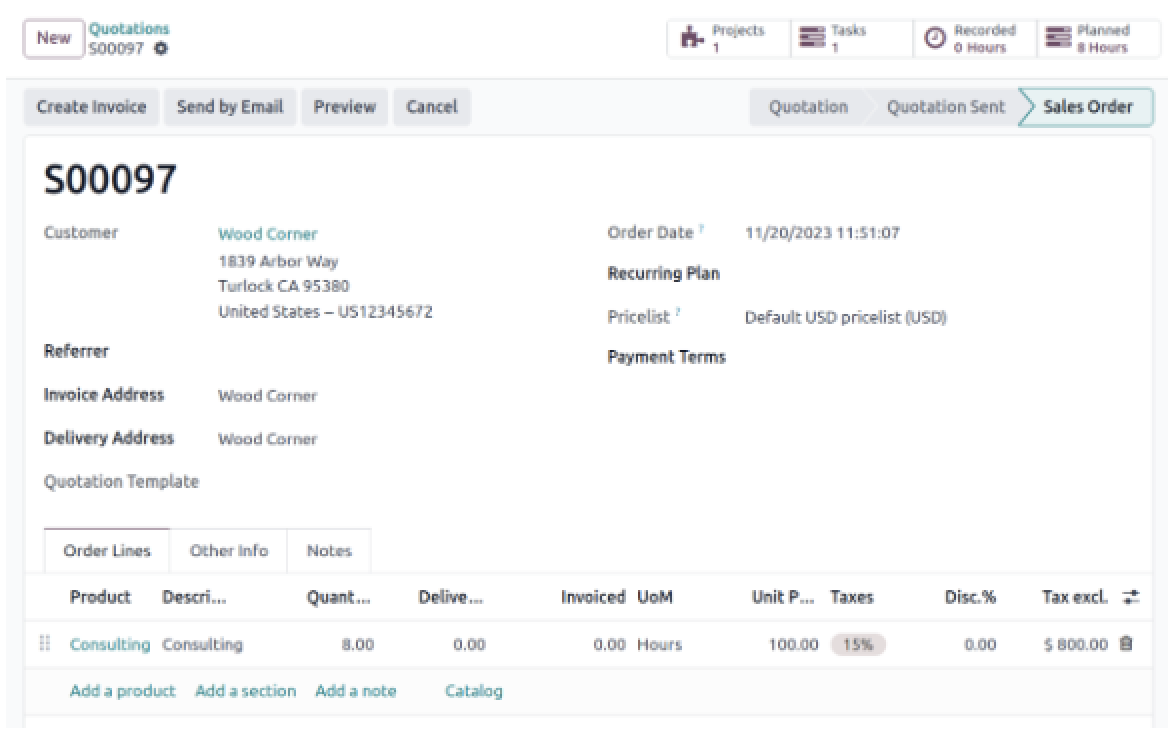 New
Quotations
S00097
Projects
1
Tasks
1
Recorded
0 Hours
Planned
8 Hours
Create Invoice Send by Email Preview Cancel
Quotation Quotation Sent Sales Order
S00097
Customer Wood Corner
1839 Arbor Way
Turlock CA 95380
United States – US12345672
Referrer
Invoice Address Wood Corner
Delivery Address Wood Corner
Quotation Template
Order Date ? 11/20/2023 11:51:07
Recurring Plan
Pricelist ? Default USD pricelist (USD)
Payment Terms
Order Lines Other Info Notes
Product Descri... Quant... Delive... Invoiced UoM Unit P... Taxes Disc.% Tax excl.
Consulting Consulting 8.00 0.00 0.00 Hours 100.00 15% 0.00 $ 800.00
Add a product Add a section Add a note Catalog